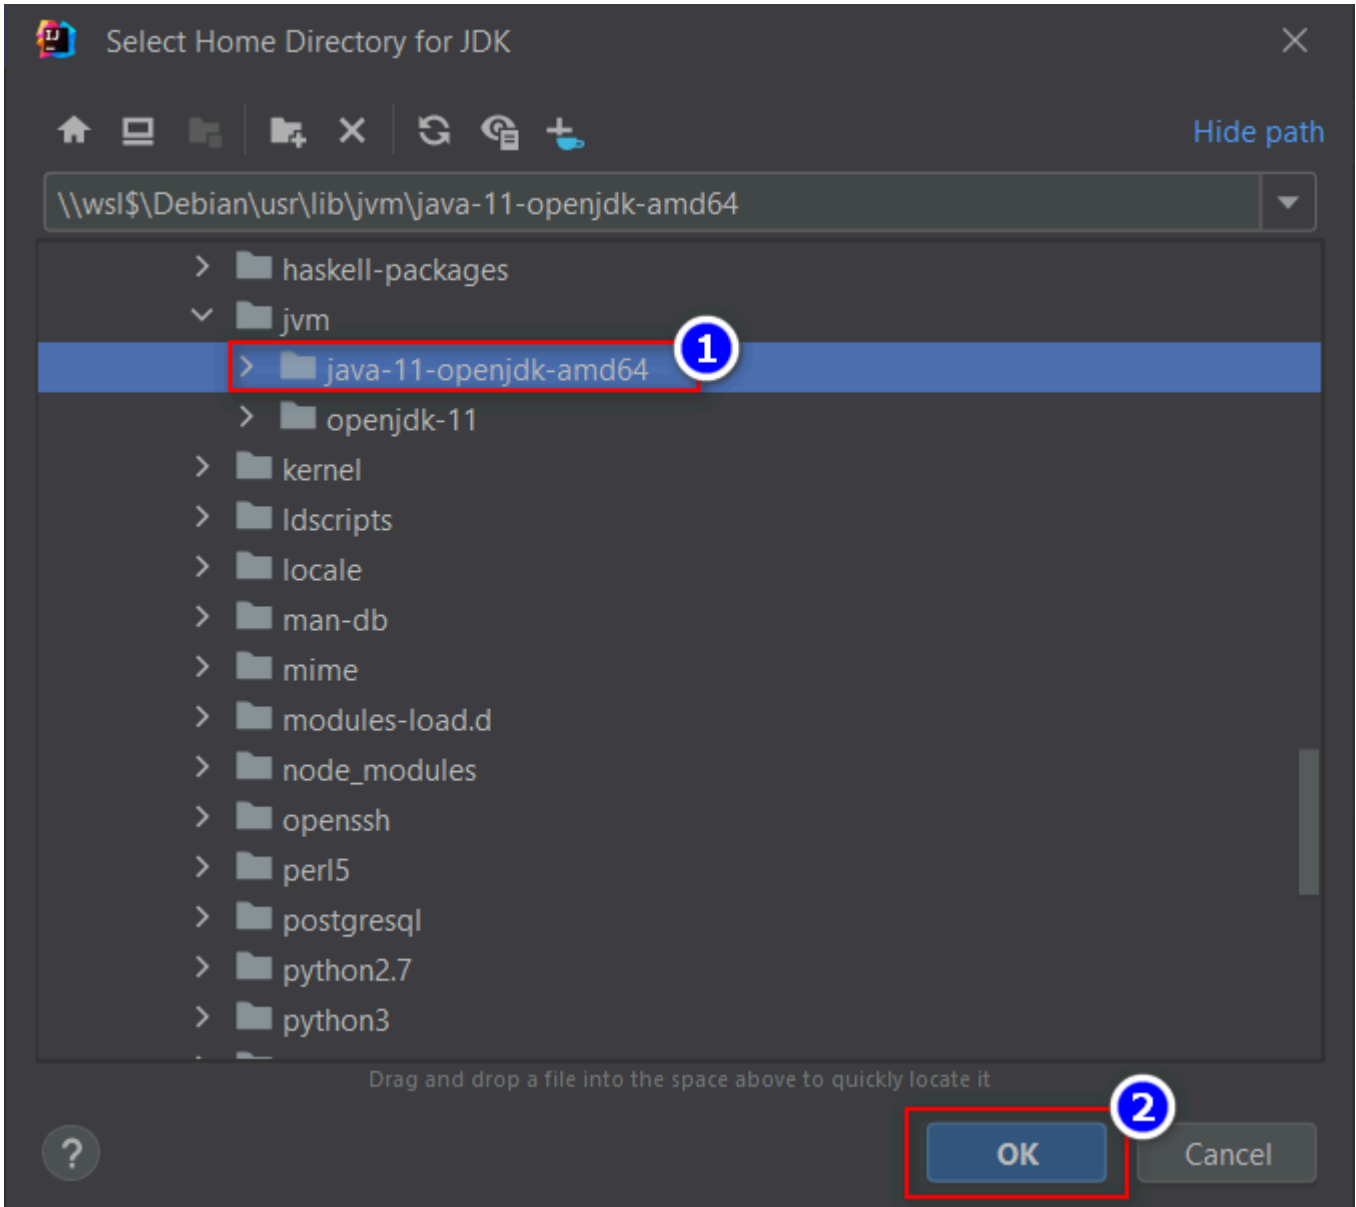 Select Home Directory for JDK
Hide path
\\wsl$\Debian\usr\lib\jvm\java-11-openjdk-amd64
haskell-packages
jvm
java-11-openjdk-amd64
1
openjdk-11
kernel
ldscripts
locale
man-db
mime
modules-load.d
node_modules
openssh
perl5
postgresql
python2.7
python3
Drag and drop a file into the space above to quickly locate it
2
?
OK
Cancel